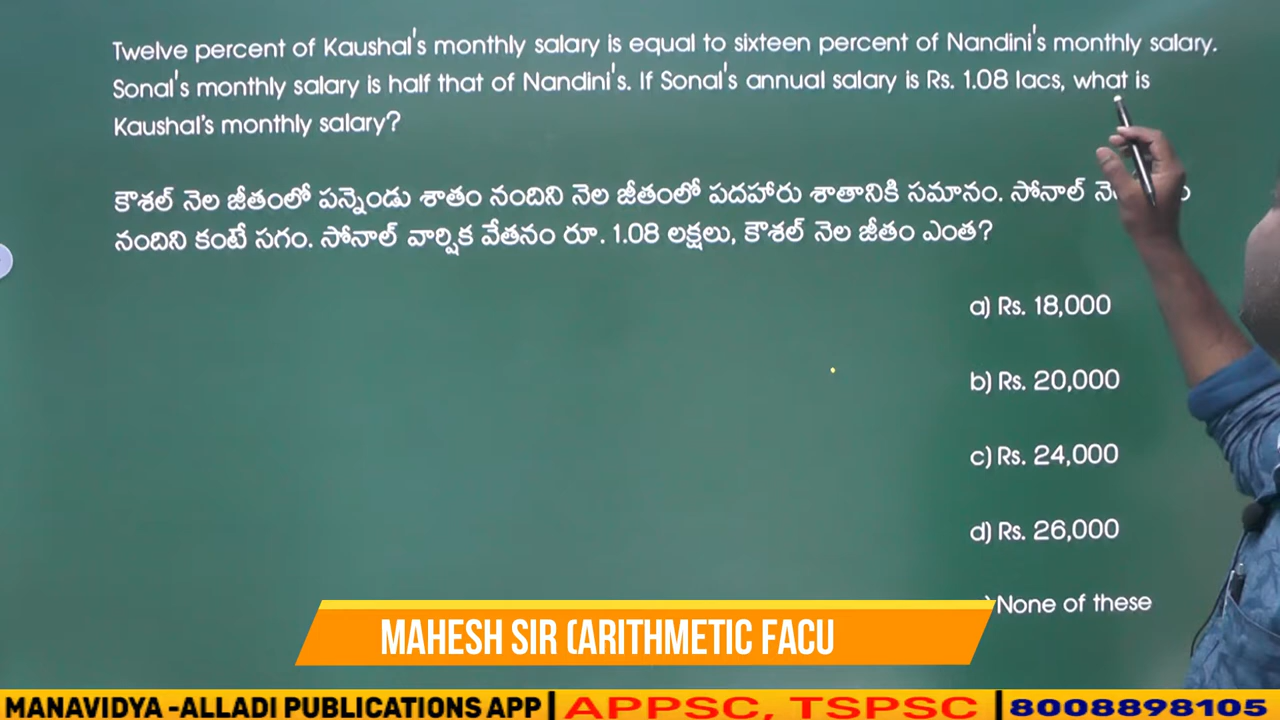 Twelve percent of Kaushal's monthly salary is equal to sixteen percent of Nandini's monthly salary.
Sonal's monthly salary is half that of Nandini's. If Sonal's annual salary is Rs. 1.08 lacs, what is
Kaushal's monthly salary?
కౌశల్ నెల జీతంలో పన్నెండు శాతం నందిని నెల జీతంలో పదహారు శాతానికి సమానం. సోనాల్
నందిని కంటే సగం. సోనాల్ వార్షిక వేతనం రూ. 1.08 లక్షలు, కౌశల్ నెల జీతం ఎంత?
a) Rs. 18,000
b) Rs. 20,000
c) Rs. 24,000
d) Rs. 26,000
None of these
MAHESH SIR (ARITHMETIC FACU
MANAVIDYA -ALLADI PUBLICATIONS APP | APPSC, TSPSC | 8008898105